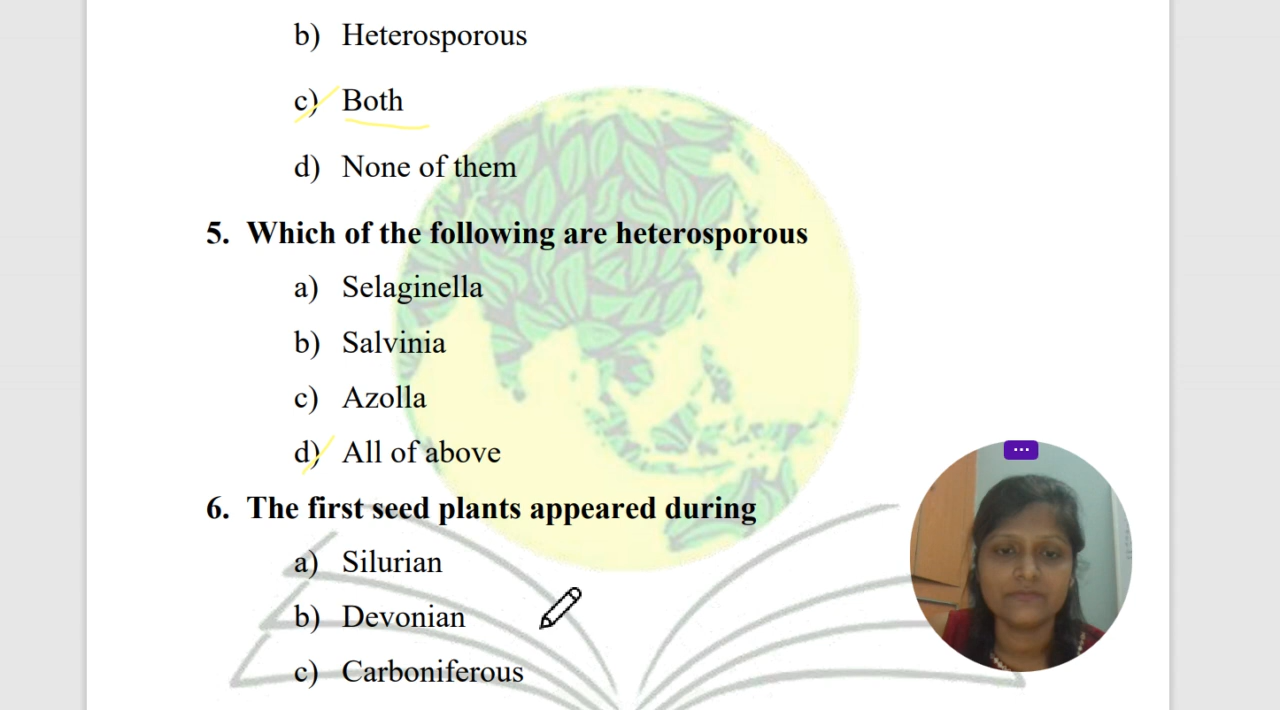 b) Heterosporous
c) Both
d) None of them
5. Which of the following are heterosporous
a) Selaginella
b) Salvinia
c) Azolla
d) All of above
6. The first seed plants appeared during
a) Silurian
b) Devonian
c) Carboniferous